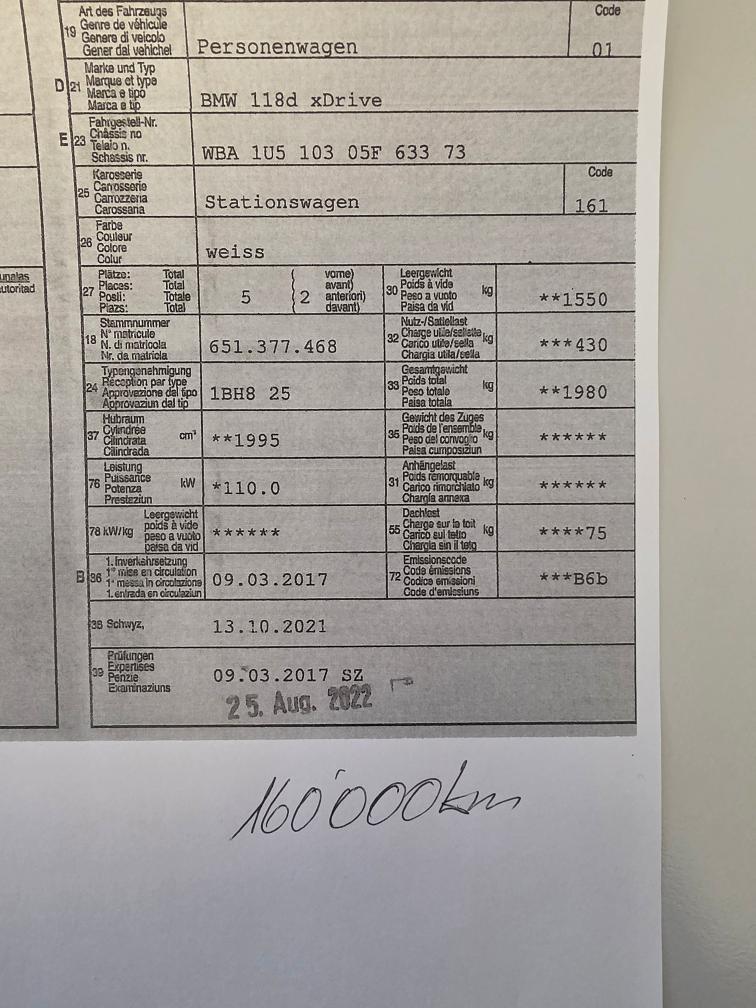 Art des Fahrzeugs Code
19 Genre de véhicule
Genere di veicolo
Gener dal vehichel Personenwagen 01
Marke und Typ
D 21 Marque et type
Marca e tipo
Marca e tip BMW 118d xDrive
Fahrgestell-Nr.
E 23 Châssis no
Telaio n.
Schassis nr. WBA 1U5 103 05F 633 73
Karosserie Code
25 Carrosserie
Carrozzeria
Carossaria Stationswagen 161
Farbe
26 Couleur
Colore
Colur weiss
27 Plätze: Total
Places: Total
Posti: Totale
Plazs: Total 5 ( 2 vorne)
avant)
anteriori)
davant)
30 Leergewicht
Poids à vide
Peso a vuoto
Paisa da vid kg **1550
18 Stammnummer
N° matricule
N. di matricola
Nr. da matricla 651.377.468
32 Nutz-/Sattellast
Charge utile/sellette
Carico utile/sella
Chargia utila/sella kg ***430
24 Typengenehmigung
Réception par type
Approvazione del tipo
Approvaziun dal tip 1BH8 25
33 Gesamtgewicht
Poids total
Peso totale
Paisa totala kg **1980
37 Hubraum
Cylindrée
Cilindrata
Cilindrada cm³ **1995
35 Gewicht des Zuges
Poids de l'ensemble
Peso del convoglio
Paisa cumposiziun kg ******
76 Leistung
Puissance
Potenza
Prestaziun kW *110.0
31 Anhängelast
Poids remorquable
Carico rimorchiato
Chargia annexa kg ******
78 kW/kg Leergewicht
poids à vide
peso a vuoto
paisa da vid ******
55 Dachlast
Charge sur le toit
Carico sul tetto
Chargia sin il tetg kg ****75
B 36 1. Inverkehrsetzung
1re mise en circulation
1a messa in circolazione
1. entrada en circulaziun 09.03.2017
72 Emissionscode
Code émissions
Codice emissioni
Code d'emissiuns ***B6b
38 Schwyz, 13.10.2021
39 Prüfungen
Expertises
Perizie
Examinaziuns 09.03.2017 SZ
25. Aug. 2022
160'000 km